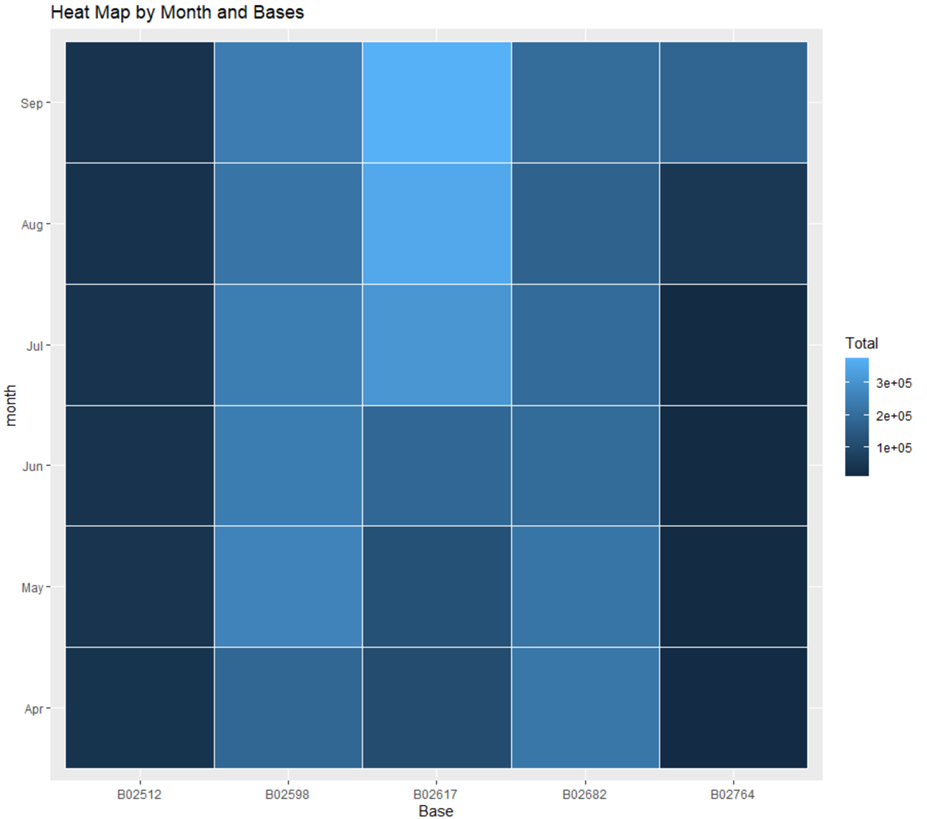 Heat Map by Month and Bases
Sep
Aug
Jul
Jun
May
Apr
month
B02512 B02598 B02617 B02682 B02764
Base
Total
3e+05
2e+05
1e+05